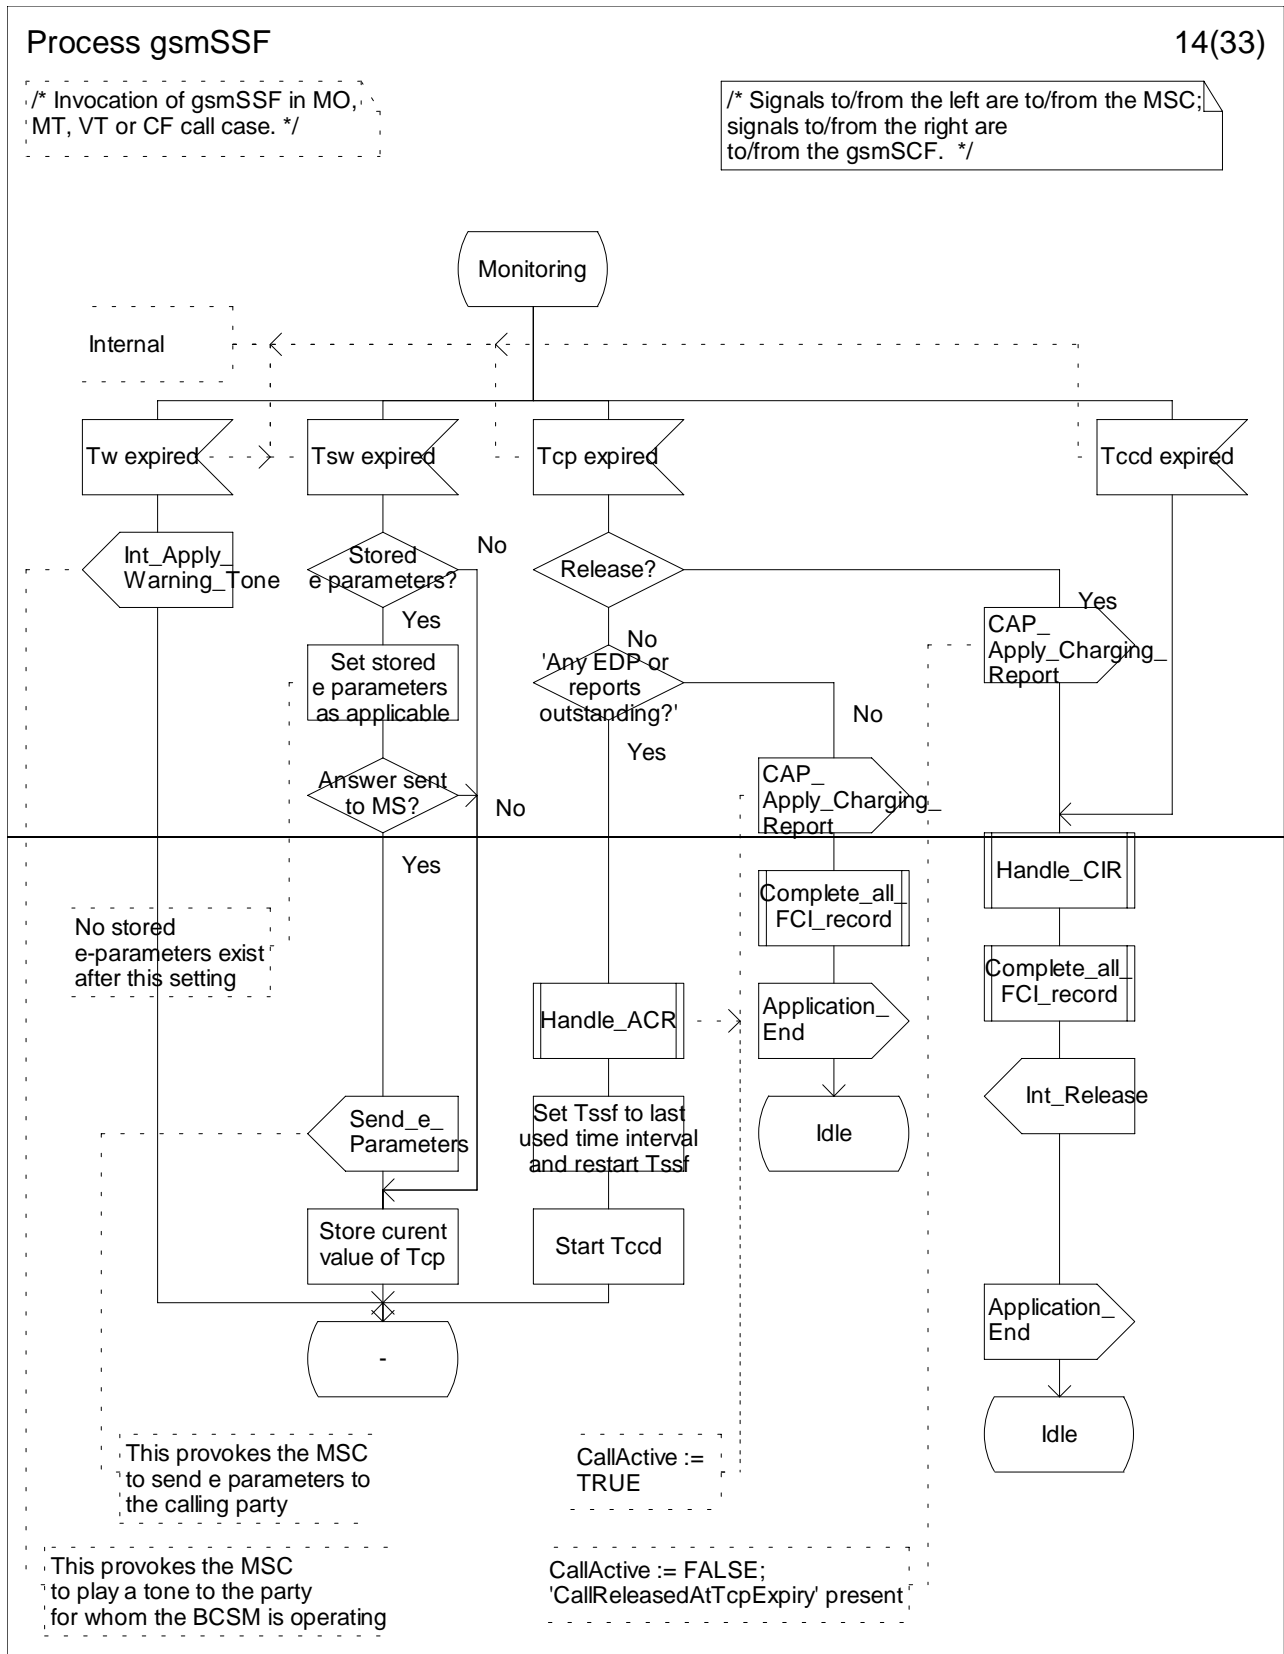 Process gsmSSF
14(33)
/* Invocation of gsmSSF in MO,
MT, VT or CF call case. */
/* Signals to/from the left are to/from the MSC;
signals to/from the right are
to/from the gsmSCF.  */
Monitoring
Internal
Tw expired
Tsw expired
Tcp expired
Tccd expired
Int_Apply_
Warning_Tone
Stored
e parameters?
No
Yes
Release?
Yes
No
CAP_
Apply_Charging_
Report
Set stored
e parameters
as applicable
'Any EDP or
reports
outstanding?'
No
Yes
Answer sent
to MS?
No
Yes
CAP_
Apply_Charging_
Report
Handle_CIR
Complete_all_
FCI_record
No stored
e-parameters exist
after this setting
Complete_all_
FCI_record
Handle_ACR
Application_
End
Int_Release
Send_e_
Parameters
Set Tssf to last
used time interval
and restart Tssf
Idle
Store curent
value of Tcp
Start Tccd
Application_
End
-
Idle
This provokes the MSC
to send e parameters to
the calling party
CallActive :=
TRUE
This provokes the MSC
to play a tone to the party
for whom the BCSM is operating
CallActive := FALSE;
'CallReleasedAtTcpExpiry' present